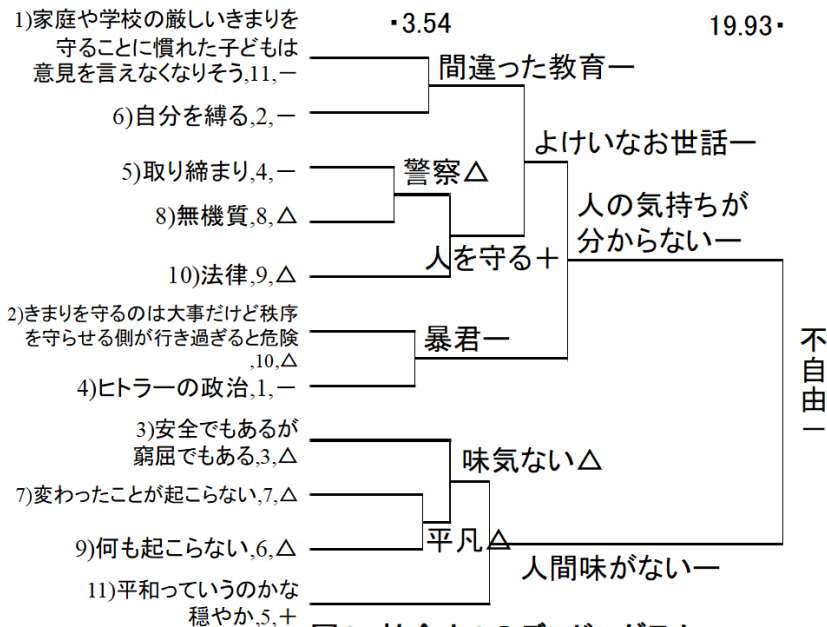 1)家庭や学校の厳しいきまりを
守ることに慣れた子どもは
意見を言えなくなりそう,11,－
・3.54
19.93・
間違った教育－
6)自分を縛る,2,－
よけいなお世話－
5)取り締まり,4,－
警察△
8)無機質,8,△
人の気持ちが
分からない－
人を守る＋
10)法律,9,△
2)きまりを守るのは大事だけど秩序
を守らせる側が行き過ぎると危険
,10,△
暴君－
4)ヒトラーの政治,1,－
不自由－
3)安全でもあるが
窮屈でもある,3,△
味気ない△
7)変わったことが起こらない,7,△
平凡△
9)何も起こらない,6,△
人間味がない－
11)平和っていうのかな
穏やか,5,＋